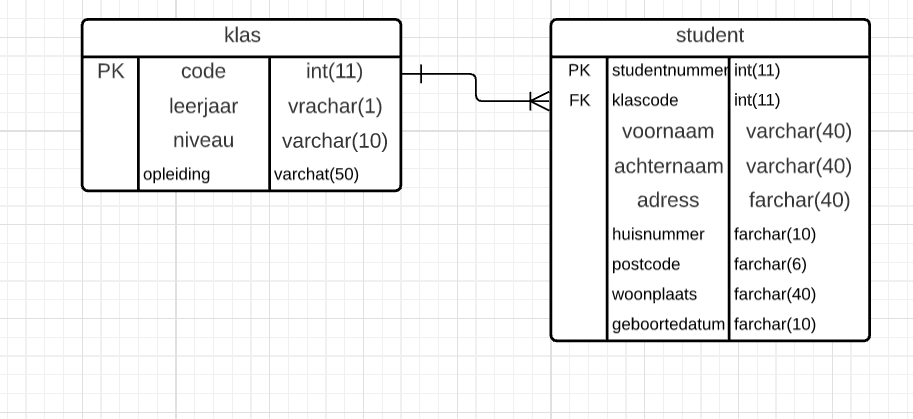 klas
PK code int(11)
leerjaar vrachar(1)
niveau varchar(10)
opleiding varchat(50)
student
PK studentnummer int(11)
FK klascode int(11)
voornaam varchar(40)
achternaam varchar(40)
adress farchar(40)
huisnummer farchar(10)
postcode farchar(6)
woonplaats farchar(40)
geboortedatum farchar(10)